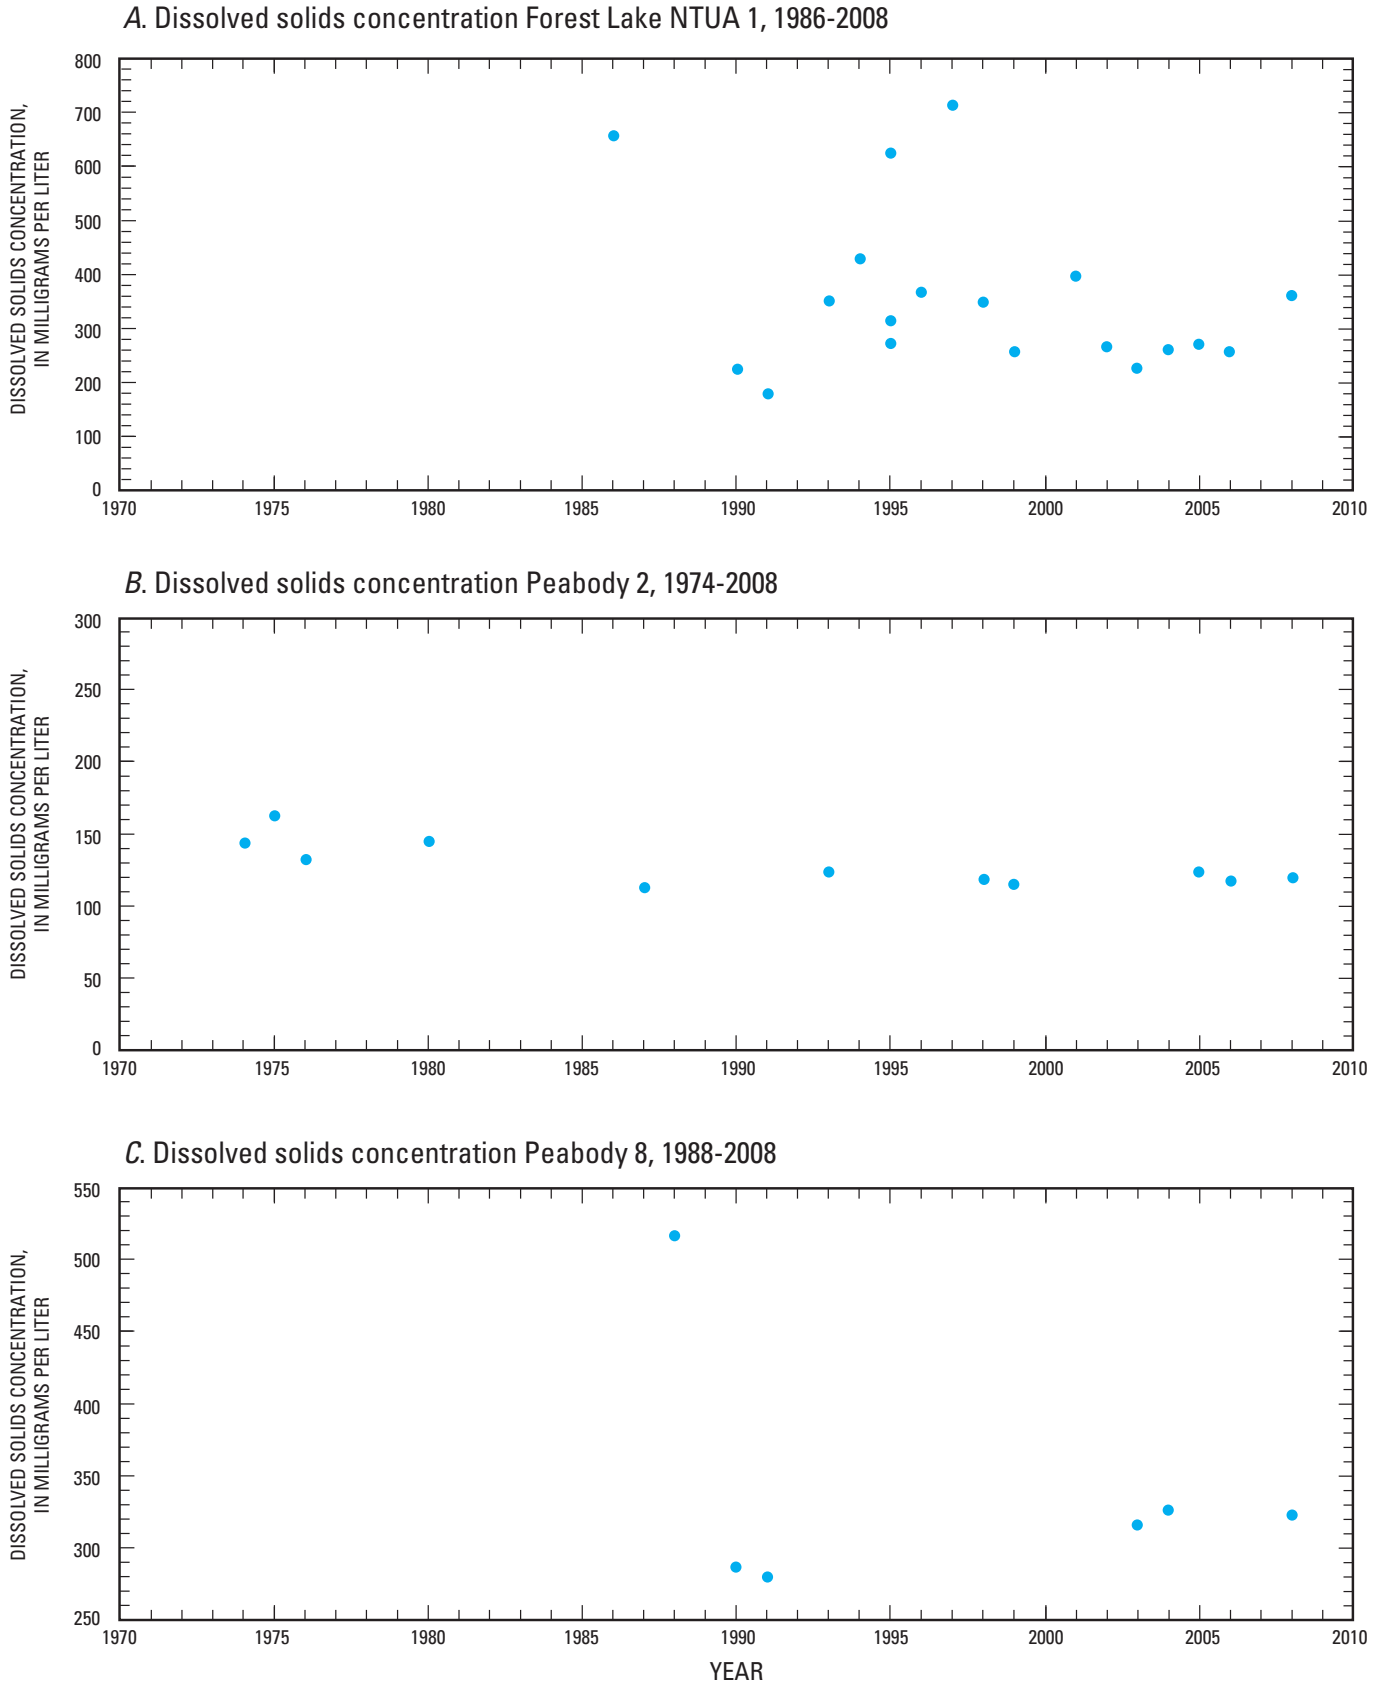 A. Dissolved solids concentration Forest Lake NTUA 1, 1986-2008
DISSOLVED SOLIDS CONCENTRATION,
IN MILLIGRAMS PER LITER
800
700
600
500
400
300
200
100
0
1970 1975 1980 1985 1990 1995 2000 2005 2010
B. Dissolved solids concentration Peabody 2, 1974-2008
DISSOLVED SOLIDS CONCENTRATION,
IN MILLIGRAMS PER LITER
300
250
200
150
100
50
0
1970 1975 1980 1985 1990 1995 2000 2005 2010
C. Dissolved solids concentration Peabody 8, 1988-2008
DISSOLVED SOLIDS CONCENTRATION,
IN MILLIGRAMS PER LITER
550
500
450
400
350
300
250
1970 1975 1980 1985 1990 1995 2000 2005 2010
YEAR